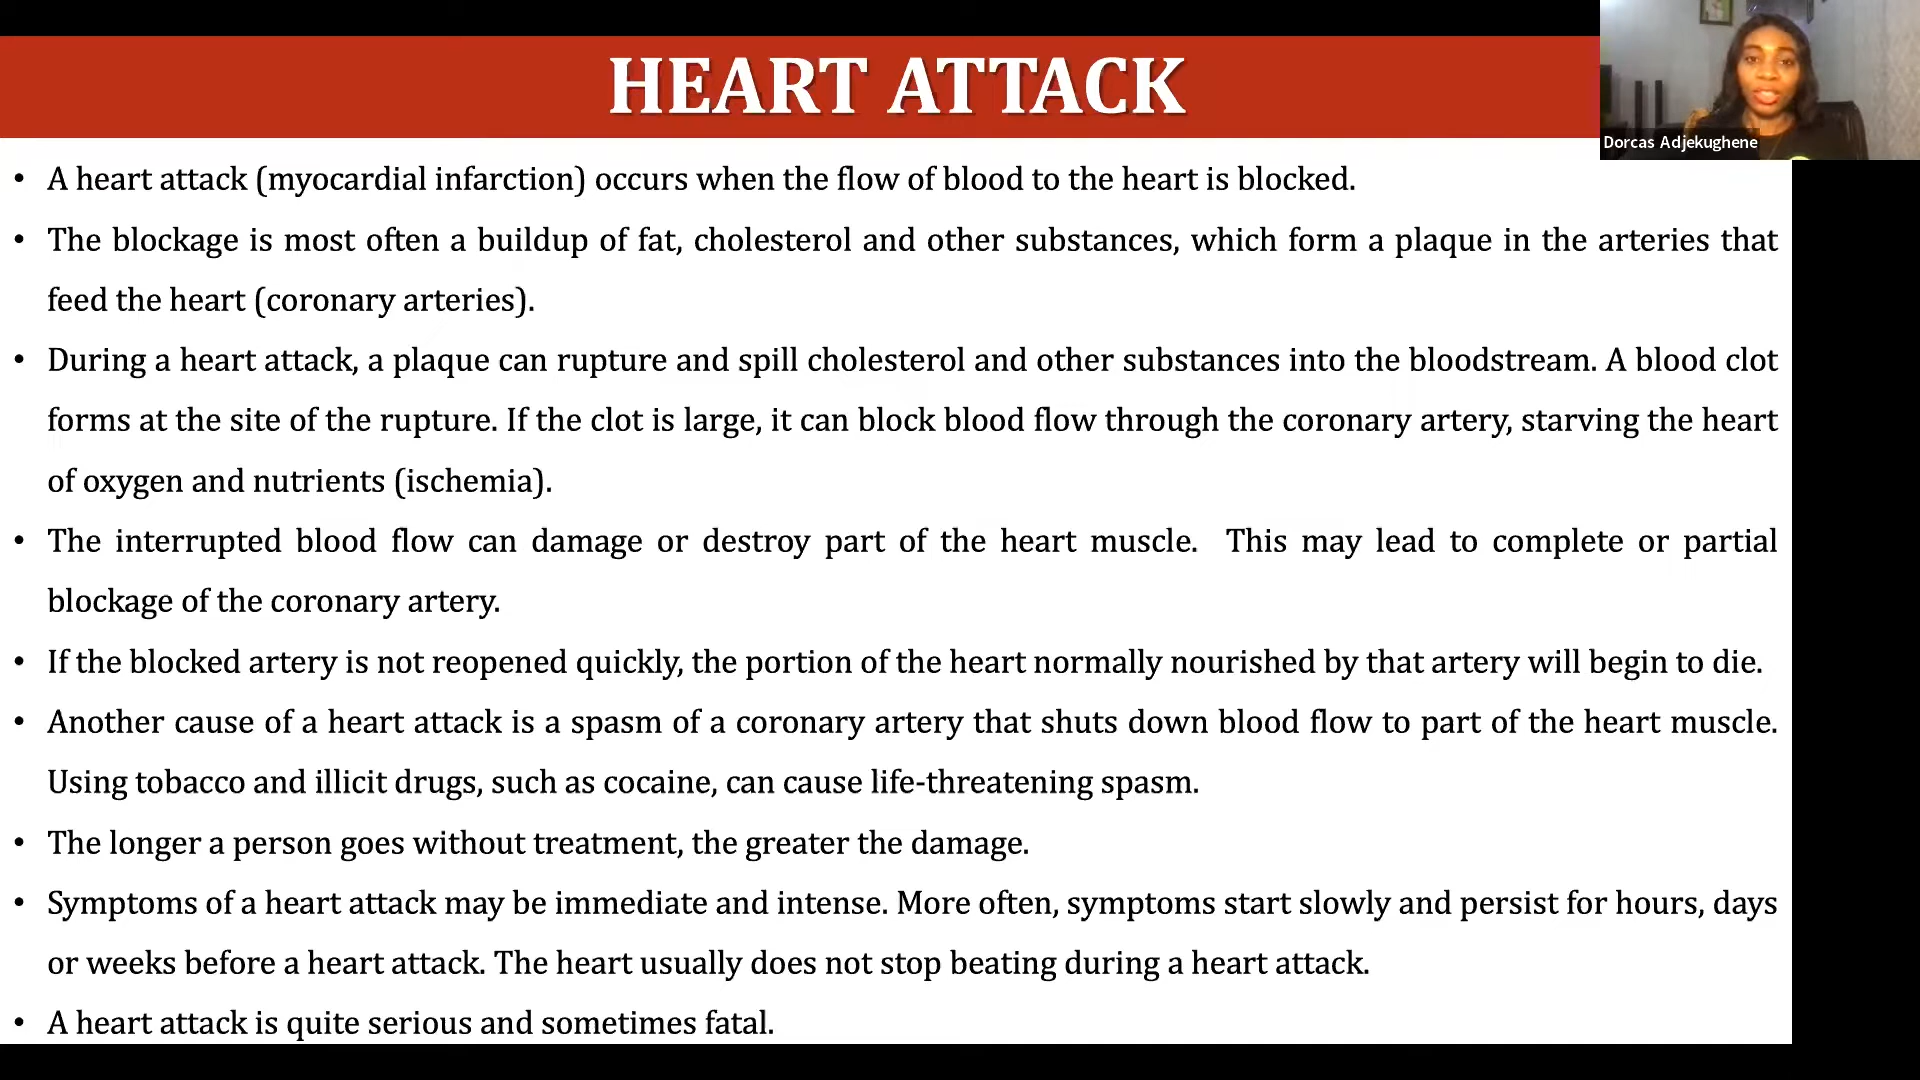 HEART ATTACK
Dorcas Adjekughene
• A heart attack (myocardial infarction) occurs when the flow of blood to the heart is blocked.
• The blockage is most often a buildup of fat, cholesterol and other substances, which form a plaque in the arteries that
feed the heart (coronary arteries).
• During a heart attack, a plaque can rupture and spill cholesterol and other substances into the bloodstream. A blood clot
forms at the site of the rupture. If the clot is large, it can block blood flow through the coronary artery, starving the heart
of oxygen and nutrients (ischemia).
• The interrupted blood flow can damage or destroy part of the heart muscle. This may lead to complete or partial
blockage of the coronary artery.
• If the blocked artery is not reopened quickly, the portion of the heart normally nourished by that artery will begin to die.
• Another cause of a heart attack is a spasm of a coronary artery that shuts down blood flow to part of the heart muscle.
Using tobacco and illicit drugs, such as cocaine, can cause life-threatening spasm.
• The longer a person goes without treatment, the greater the damage.
• Symptoms of a heart attack may be immediate and intense. More often, symptoms start slowly and persist for hours, days
or weeks before a heart attack. The heart usually does not stop beating during a heart attack.
• A heart attack is quite serious and sometimes fatal.